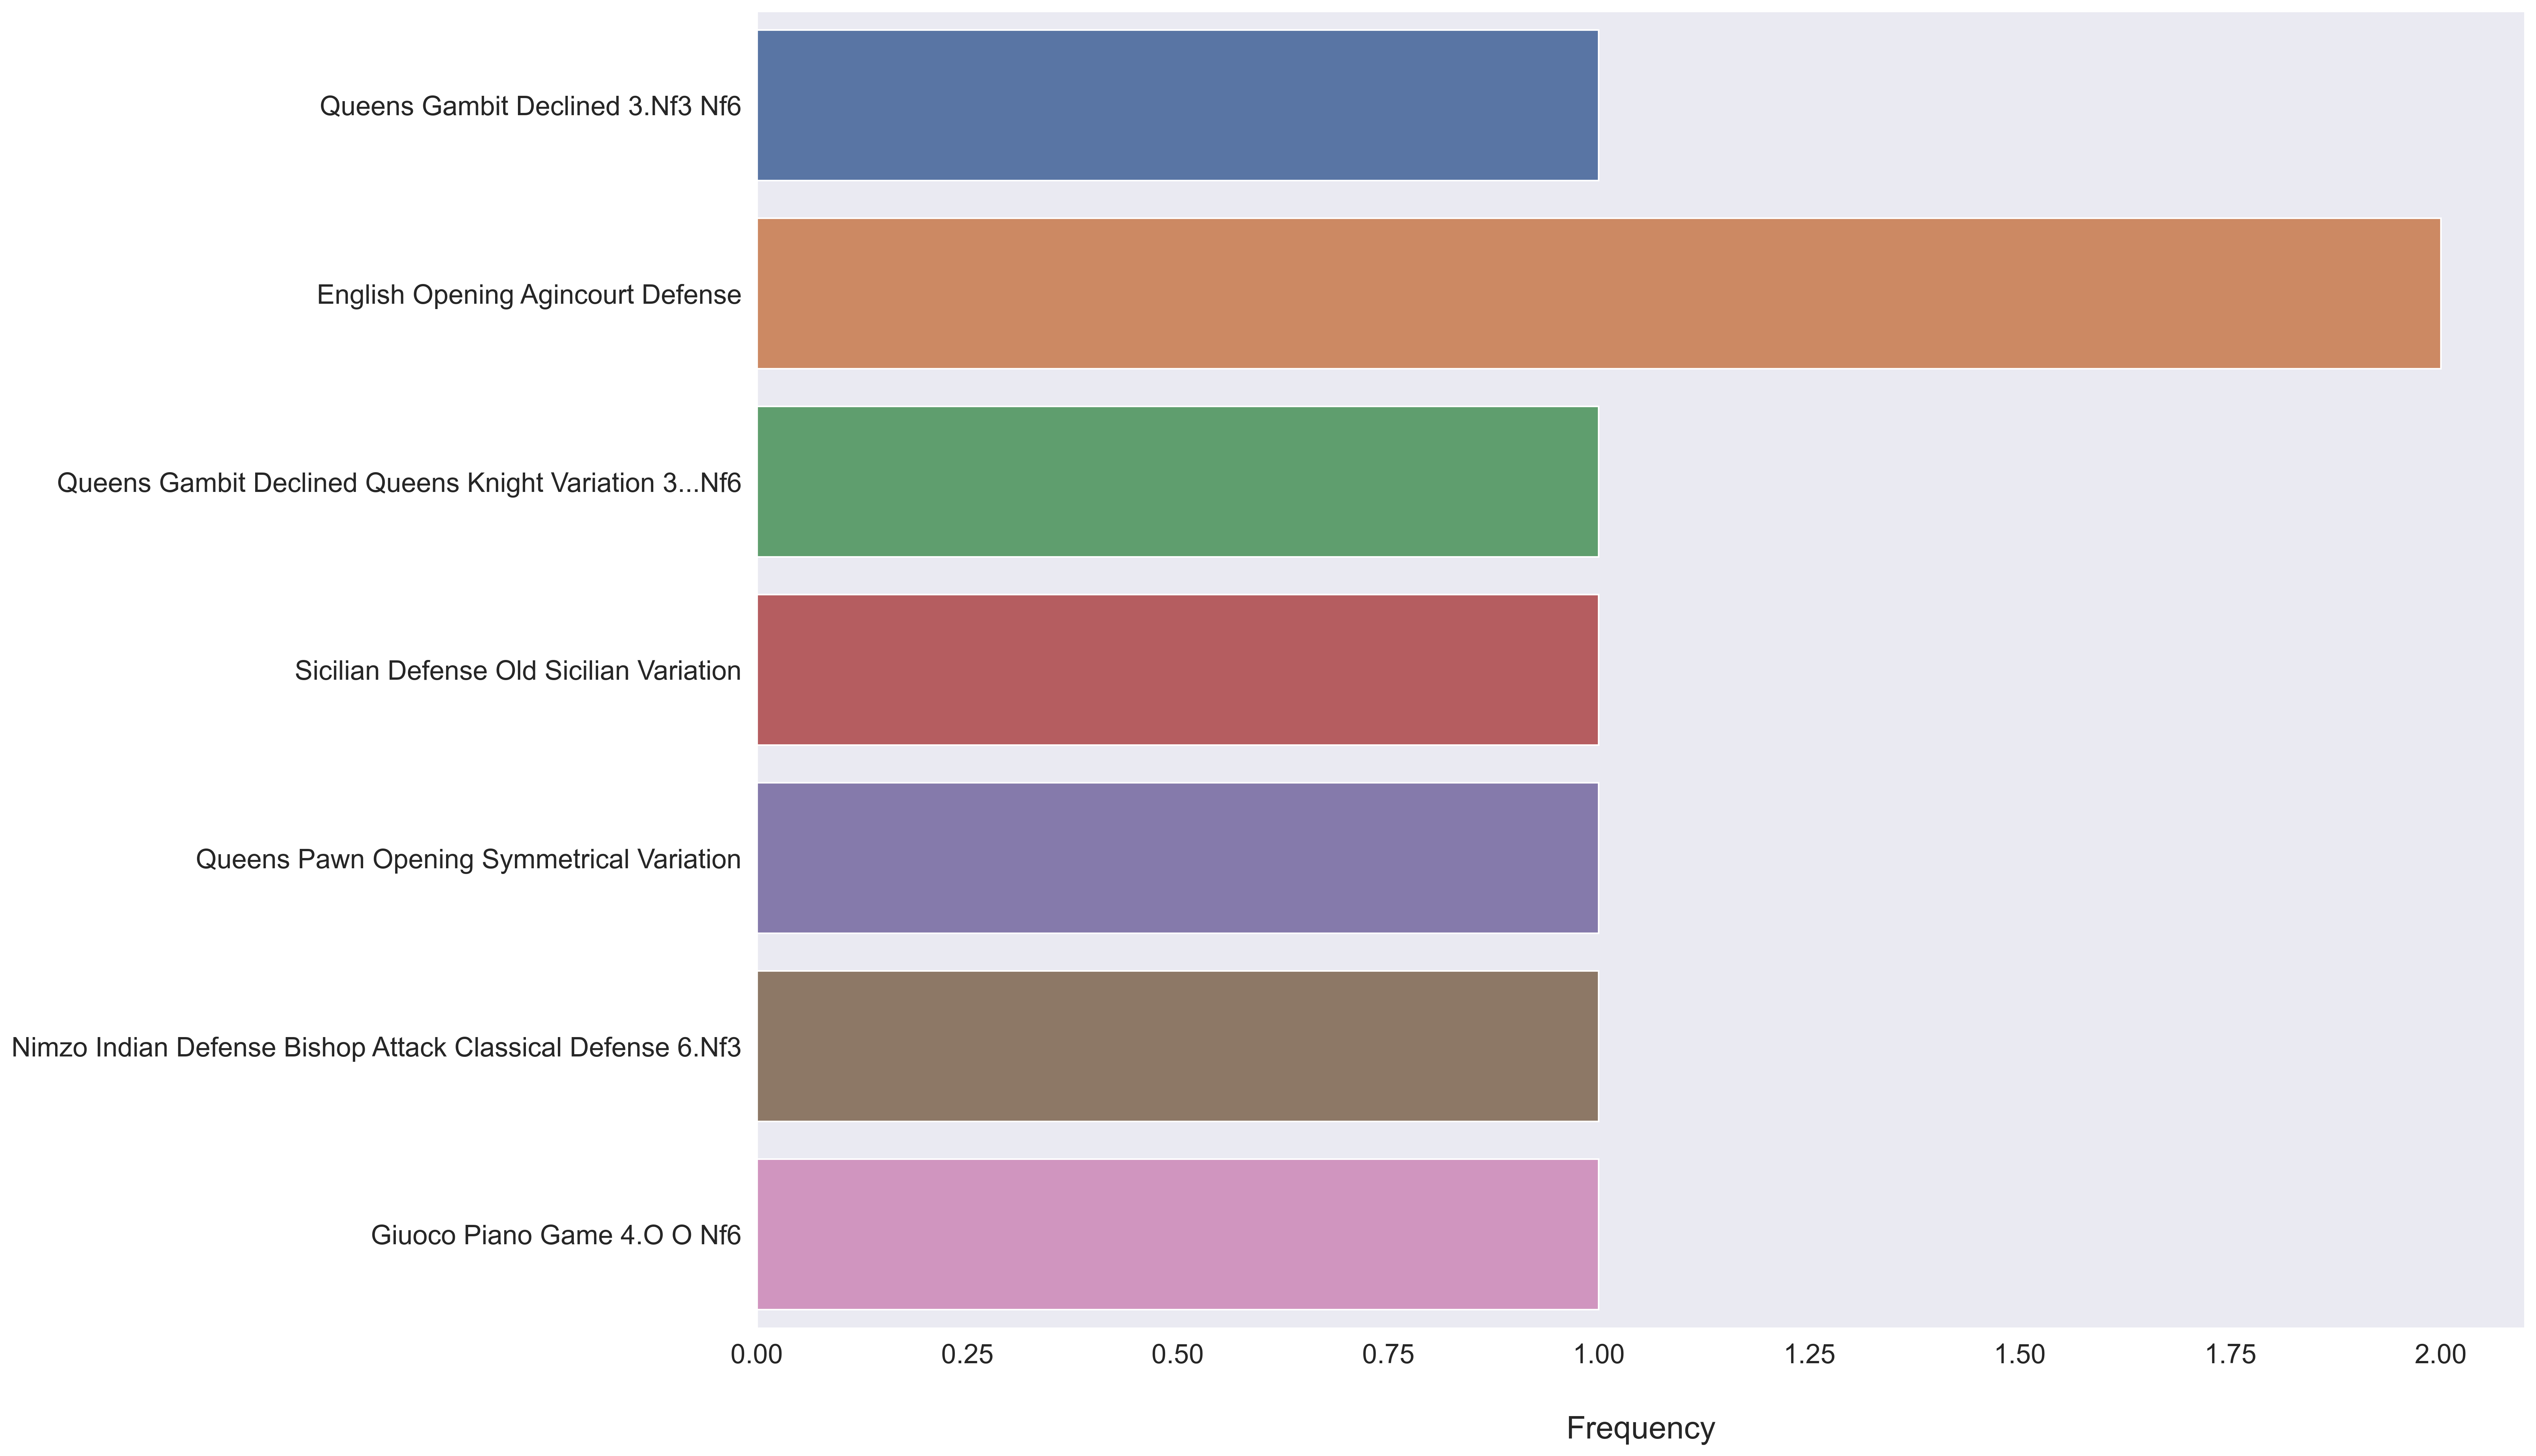 Queens Gambit Declined 3.Nf3 Nf6
English Opening Agincourt Defense
Queens Gambit Declined Queens Knight Variation 3...Nf6
Sicilian Defense Old Sicilian Variation
Queens Pawn Opening Symmetrical Variation
Nimzo Indian Defense Bishop Attack Classical Defense 6.Nf3
Giuoco Piano Game 4.O O Nf6
0.00 0.25 0.50 0.75 1.00 1.25 1.50 1.75 2.00
Frequency